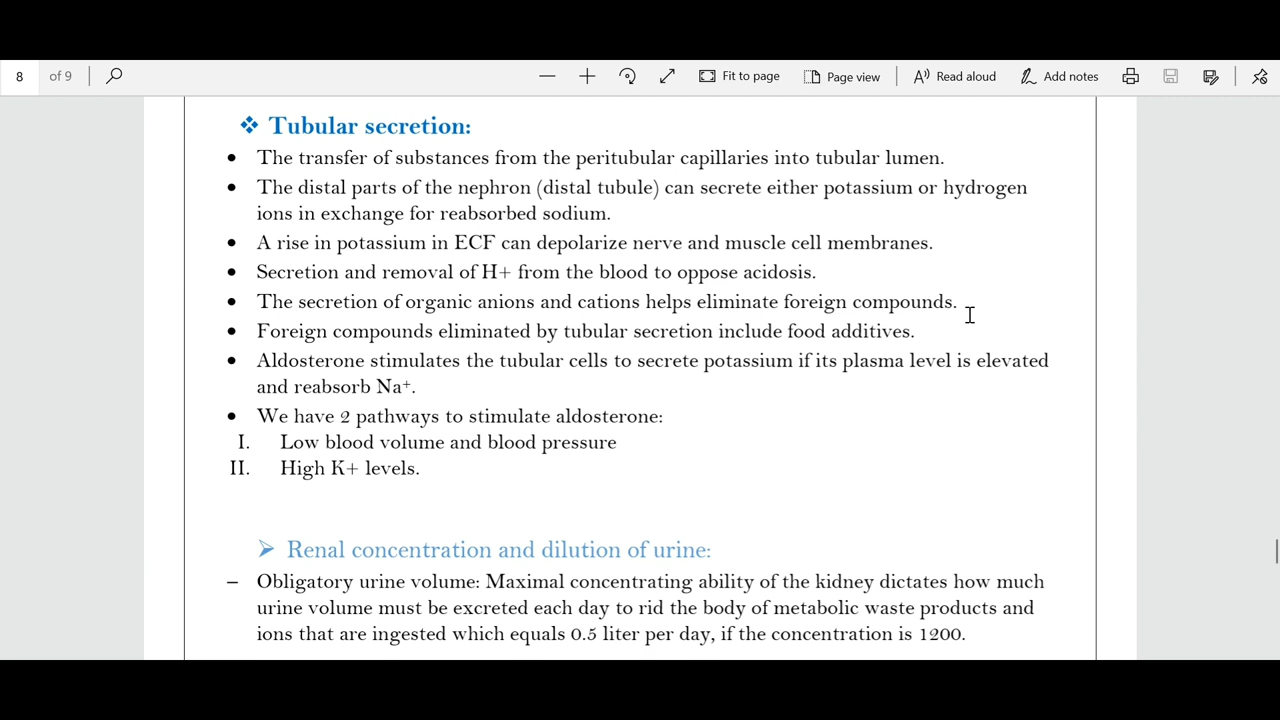 8 of 9 Fit to page Page view Read aloud Add notes
❖ Tubular secretion:
• The transfer of substances from the peritubular capillaries into tubular lumen.
• The distal parts of the nephron (distal tubule) can secrete either potassium or hydrogen
ions in exchange for reabsorbed sodium.
• A rise in potassium in ECF can depolarize nerve and muscle cell membranes.
• Secretion and removal of H+ from the blood to oppose acidosis.
• The secretion of organic anions and cations helps eliminate foreign compounds.
• Foreign compounds eliminated by tubular secretion include food additives.
• Aldosterone stimulates the tubular cells to secrete potassium if its plasma level is elevated
and reabsorb Na⁺.
• We have 2 pathways to stimulate aldosterone:
I. Low blood volume and blood pressure
II. High K+ levels.
➢ Renal concentration and dilution of urine:
– Obligatory urine volume: Maximal concentrating ability of the kidney dictates how much
urine volume must be excreted each day to rid the body of metabolic waste products and
ions that are ingested which equals 0.5 liter per day, if the concentration is 1200.